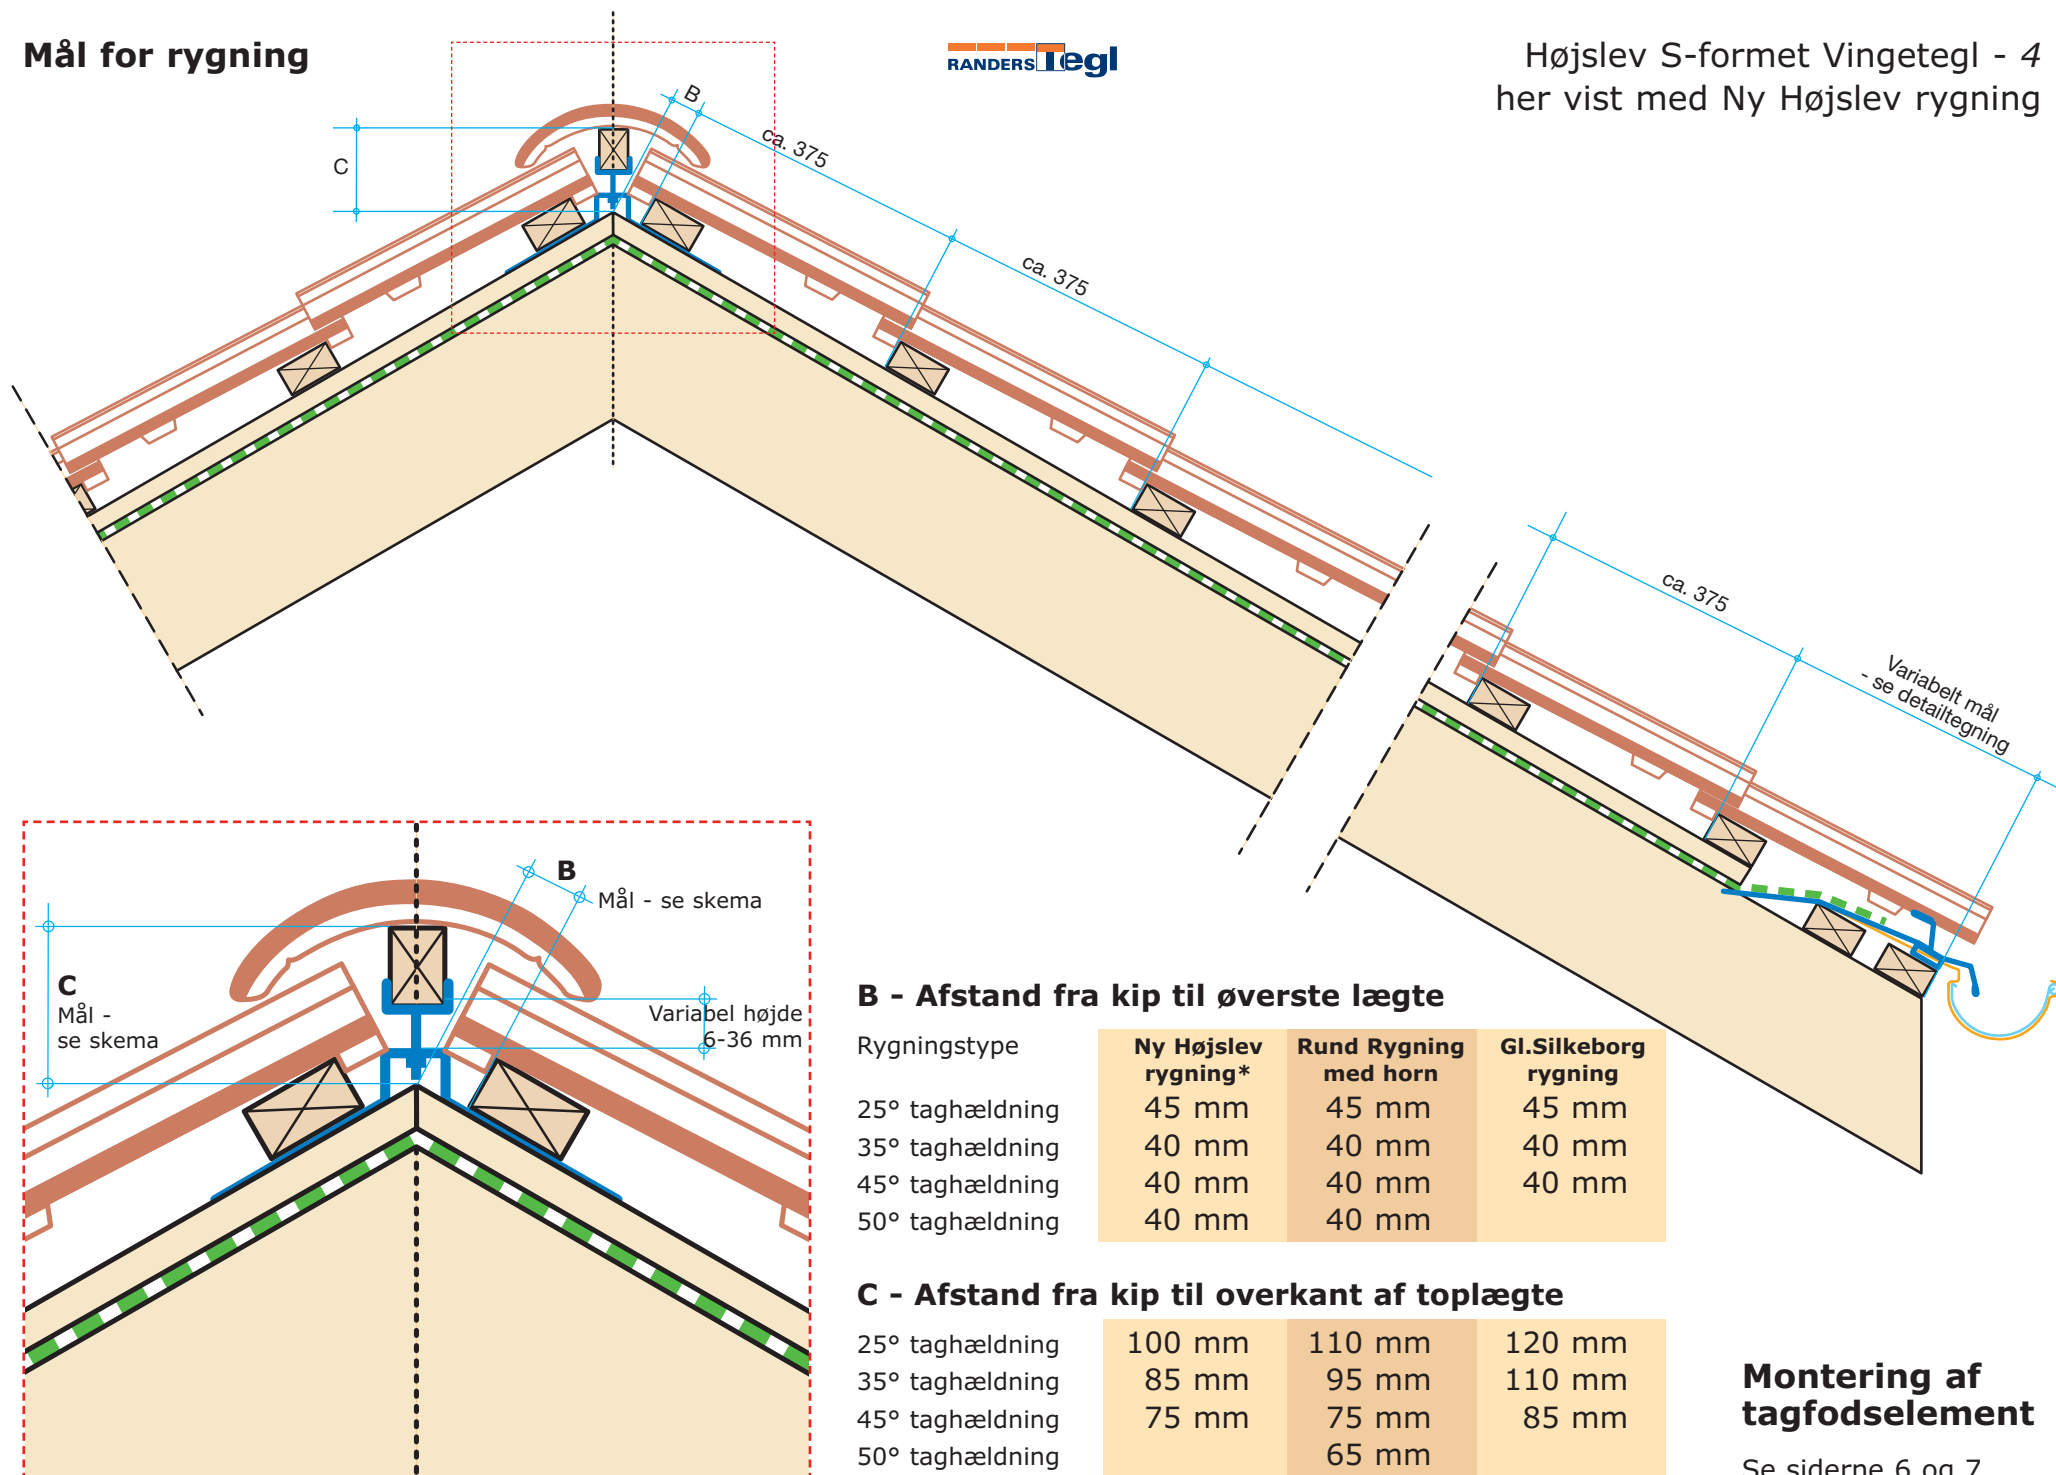 Mål for rygning
RANDERS Tegl
Højslev S-formet Vingetegl - 4
her vist med Ny Højslev rygning
B
ca. 375
C
ca. 375
ca. 375
Variabelt mål
- se detailtegning
B
Mål - se skema
C
Mål -
se skema
Variabel højde
6-36 mm
B - Afstand fra kip til øverste lægte
Rygningstype Ny Højslev Rund Rygning Gl.Silkeborg
rygning* med horn rygning
25° taghældning 45 mm 45 mm 45 mm
35° taghældning 40 mm 40 mm 40 mm
45° taghældning 40 mm 40 mm 40 mm
50° taghældning 40 mm 40 mm
C - Afstand fra kip til overkant af toplægte
25° taghældning 100 mm 110 mm 120 mm
35° taghældning 85 mm 95 mm 110 mm
45° taghældning 75 mm 75 mm 85 mm
50° taghældning 65 mm
Montering af
tagfodselement
Se siderne 6 og 7